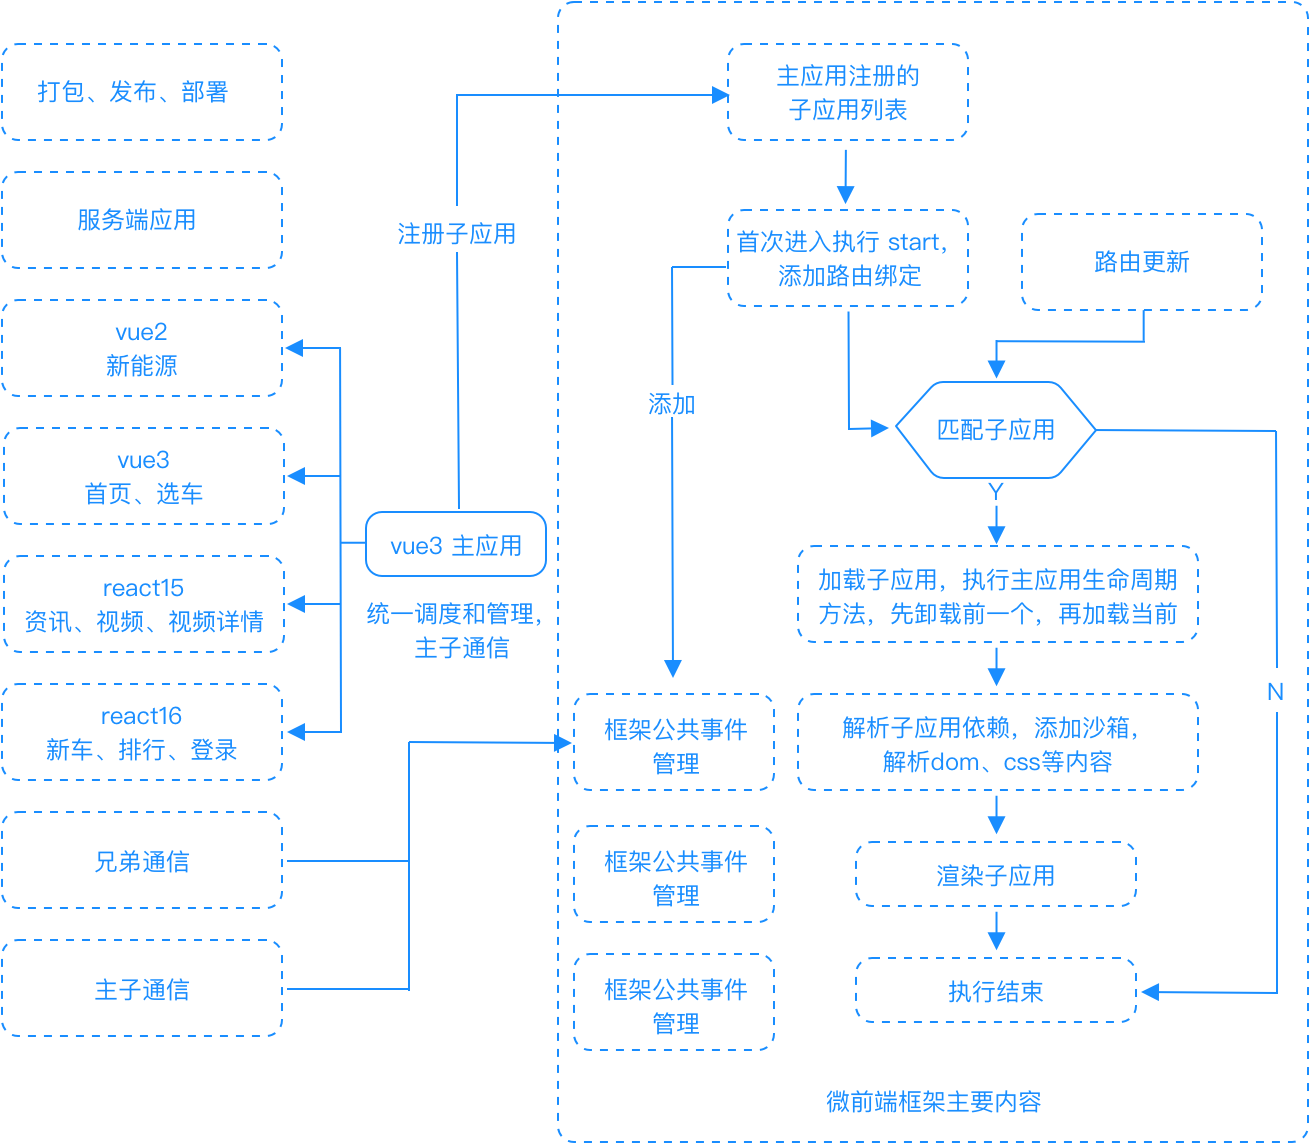 打包、发布、部署
服务端应用
vue2
新能源
vue3
首页、选车
react15
资讯、视频、视频详情
react16
新车、排行、登录
兄弟通信
主子通信
注册子应用
vue3 主应用
统一调度和管理，
主子通信
主应用注册的
子应用列表
首次进入执行 start，
添加路由绑定
路由更新
添加
匹配子应用
Y
加载子应用，执行主应用生命周期
方法，先卸载前一个，再加载当前
N
解析子应用依赖，添加沙箱，
解析dom、css等内容
框架公共事件
管理
渲染子应用
框架公共事件
管理
执行结束
框架公共事件
管理
微前端框架主要内容